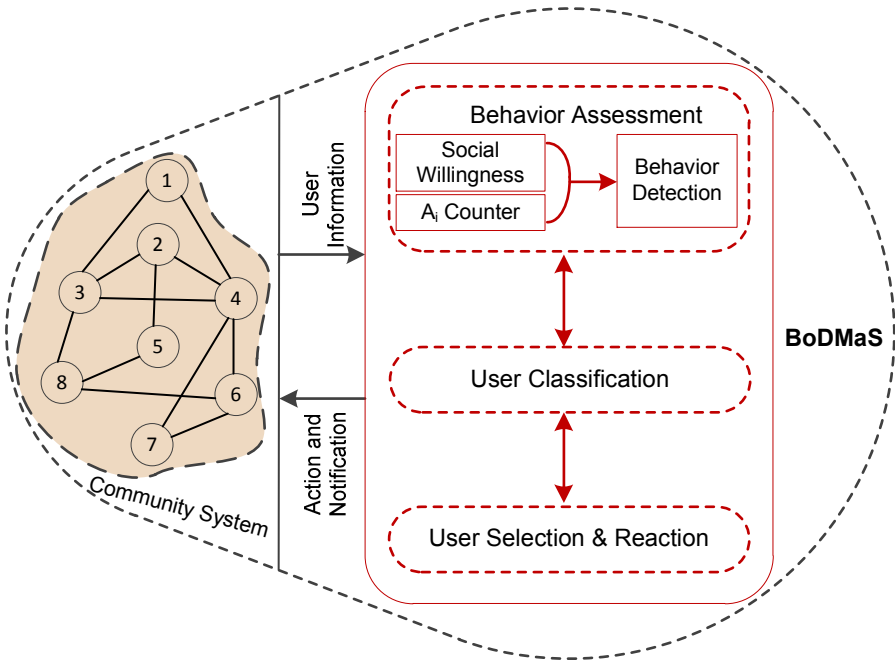 Behavior Assessment
Social
Willingness
A_i Counter
Behavior
Detection
User
Information
1
2
3
4
5
8
6
7
Community System
Action and
Notification
User Classification
User Selection & Reaction
BoDMaS